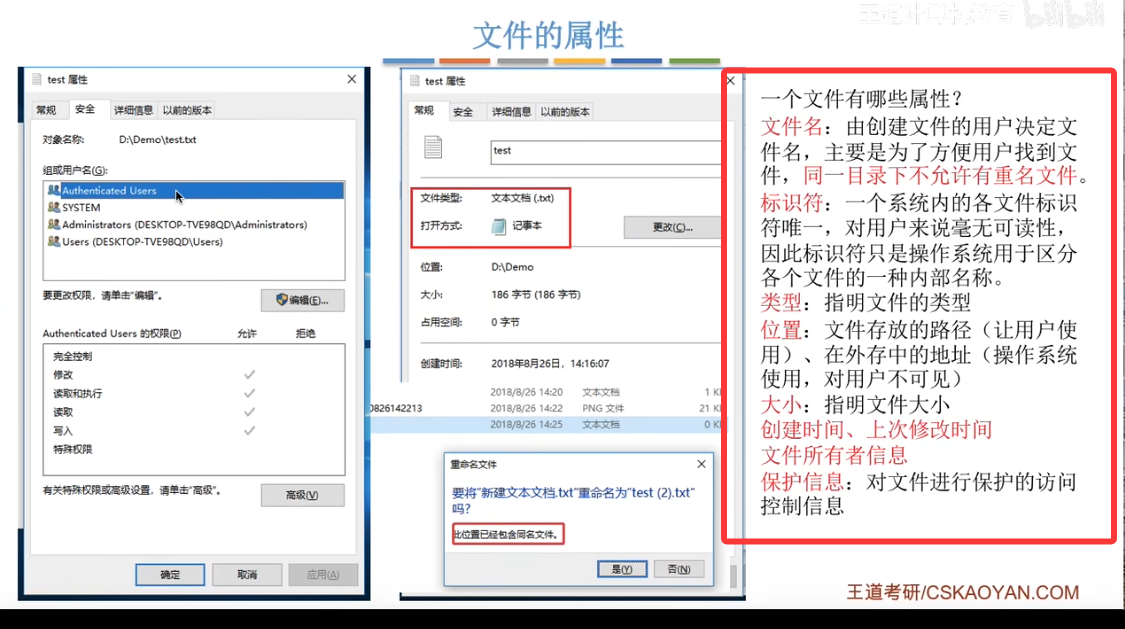 文件的属性
test 属性
常规 安全 详细信息 以前的版本
对象名称: D:\Demo\test.txt
组或用户名(G):
Authenticated Users
SYSTEM
Administrators (DESKTOP-TVE98QD\Administrators)
Users (DESKTOP-TVE98QD\Users)
要更改权限，请单击"编辑"。
编辑(E)...
Authenticated Users 的权限(P) 允许 拒绝
完全控制
修改
读取和执行
读取
写入
特殊权限
有关特殊权限或高级设置，请单击"高级"。
高级(V)
确定 取消 应用(A)
test 属性
常规 安全 详细信息 以前的版本
test
文件类型: 文本文档 (.txt)
打开方式: 记事本
更改(C)...
位置: D:\Demo
大小: 186 字节 (186 字节)
占用空间: 0 字节
创建时间: 2018年8月26日，14:16:07
2018/8/26 14:20 文本文档 1 K
0826142213 2018/8/26 14:22 PNG 文件 21 K
2018/8/26 14:25 文本文档 0 K
重命名文件
要将"新建文本文档.txt"重命名为"test (2).txt"
吗?
此位置已经包含同名文件。
是(Y) 否(N)
一个文件有哪些属性？
文件名：由创建文件的用户决定文
件名，主要是为了方便用户找到文
件，同一目录下不允许有重名文件。
标识符：一个系统内的各文件标识
符唯一，对用户来说毫无可读性，
因此标识符只是操作系统用于区分
各个文件的一种内部名称。
类型：指明文件的类型
位置：文件存放的路径（让用户使
用）、在外存中的地址（操作系统
使用，对用户不可见）
大小：指明文件大小
创建时间、上次修改时间
文件所有者信息
保护信息：对文件进行保护的访问
控制信息
王道考研/CSKAOYAN.COM